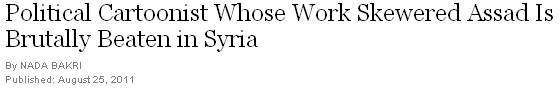 Political Cartoonist Whose Work Skewered Assad Is
Brutally Beaten in Syria
By NADA BAKRI
Published: August 25, 2011